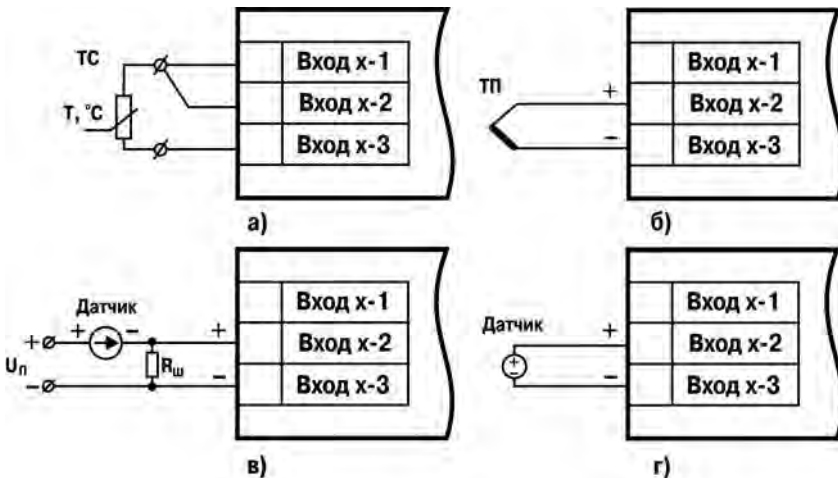 ТС
T, °C
Вход х-1
Вход х-2
Вход х-3
а)
ТП
+
−
Вход х-1
Вход х-2
Вход х-3
б)
Датчик
+
+
−
+
Uп
−
Rш
−
Вход х-1
Вход х-2
Вход х-3
в)
Датчик
+
−
+
−
Вход х-1
Вход х-2
Вход х-3
г)